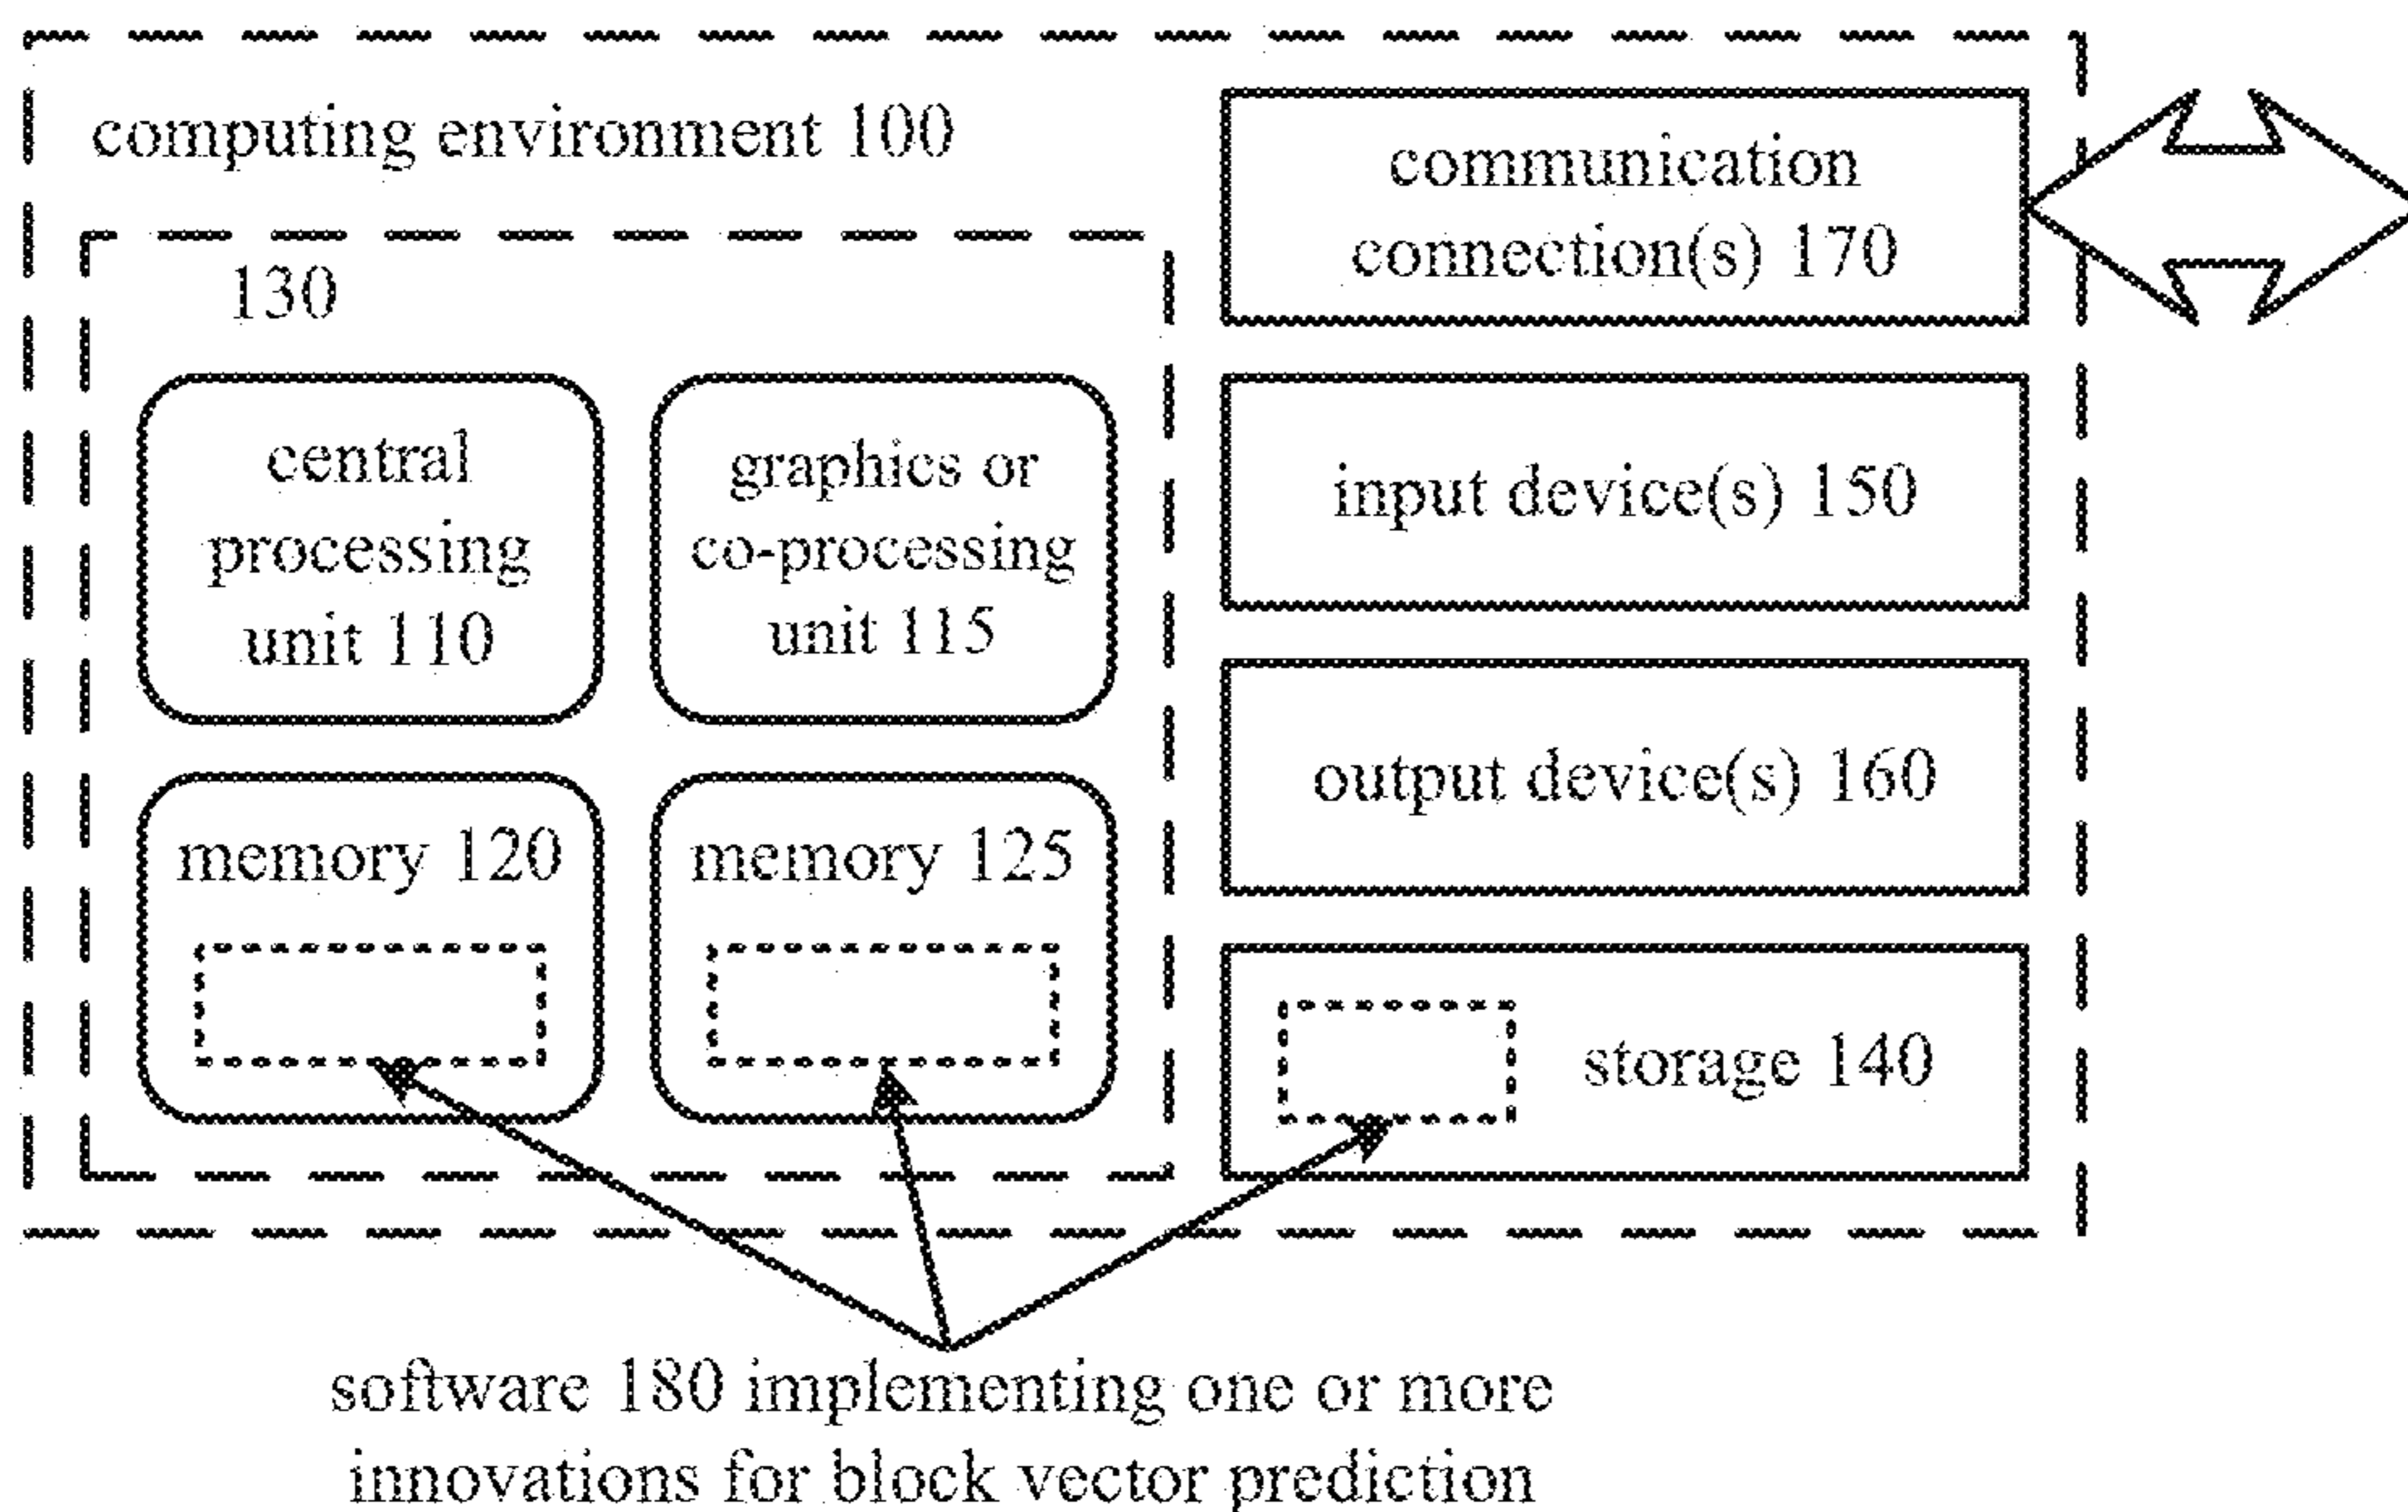 computing environment 100
130
central
processing
unit 110
graphics or
co-processing
unit 115
memory 120
memory 125
communication
connection(s) 170
input device(s) 150
output device(s) 160
storage 140
software 180 implementing one or more
innovations for block vector prediction